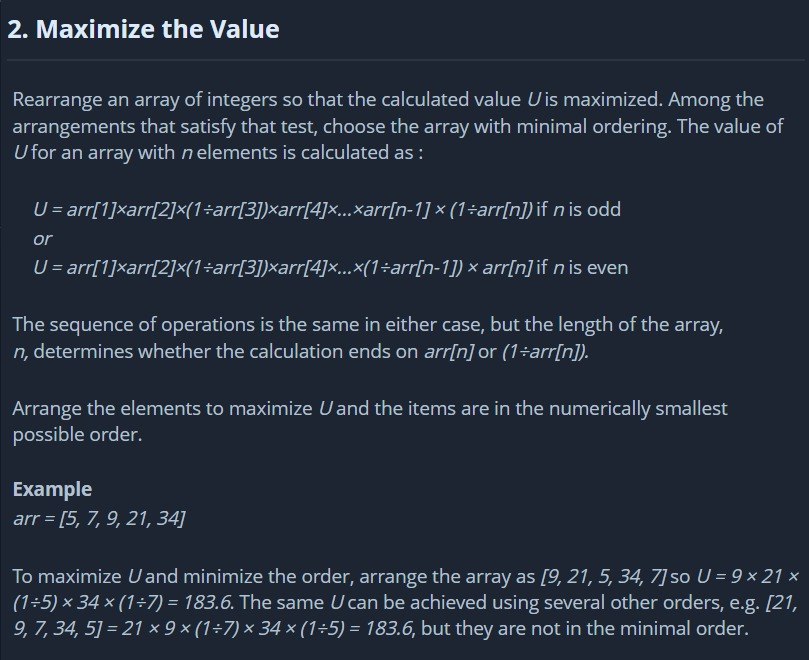 2. Maximize the Value
Rearrange an array of integers so that the calculated value U is maximized. Among the
arrangements that satisfy that test, choose the array with minimal ordering. The value of
U for an array with n elements is calculated as :
U = arr[1]×arr[2]×(1÷arr[3])×arr[4]×...×arr[n-1] × (1÷arr[n]) if n is odd
or
U = arr[1]×arr[2]×(1÷arr[3])×arr[4]×...×(1÷arr[n-1]) × arr[n] if n is even
The sequence of operations is the same in either case, but the length of the array,
n, determines whether the calculation ends on arr[n] or (1÷arr[n]).
Arrange the elements to maximize U and the items are in the numerically smallest
possible order.
Example
arr = [5, 7, 9, 21, 34]
To maximize U and minimize the order, arrange the array as [9, 21, 5, 34, 7] so U = 9 × 21 ×
(1÷5) × 34 × (1÷7) = 183.6. The same U can be achieved using several other orders, e.g. [21,
9, 7, 34, 5] = 21 × 9 × (1÷7) × 34 × (1÷5) = 183.6, but they are not in the minimal order.